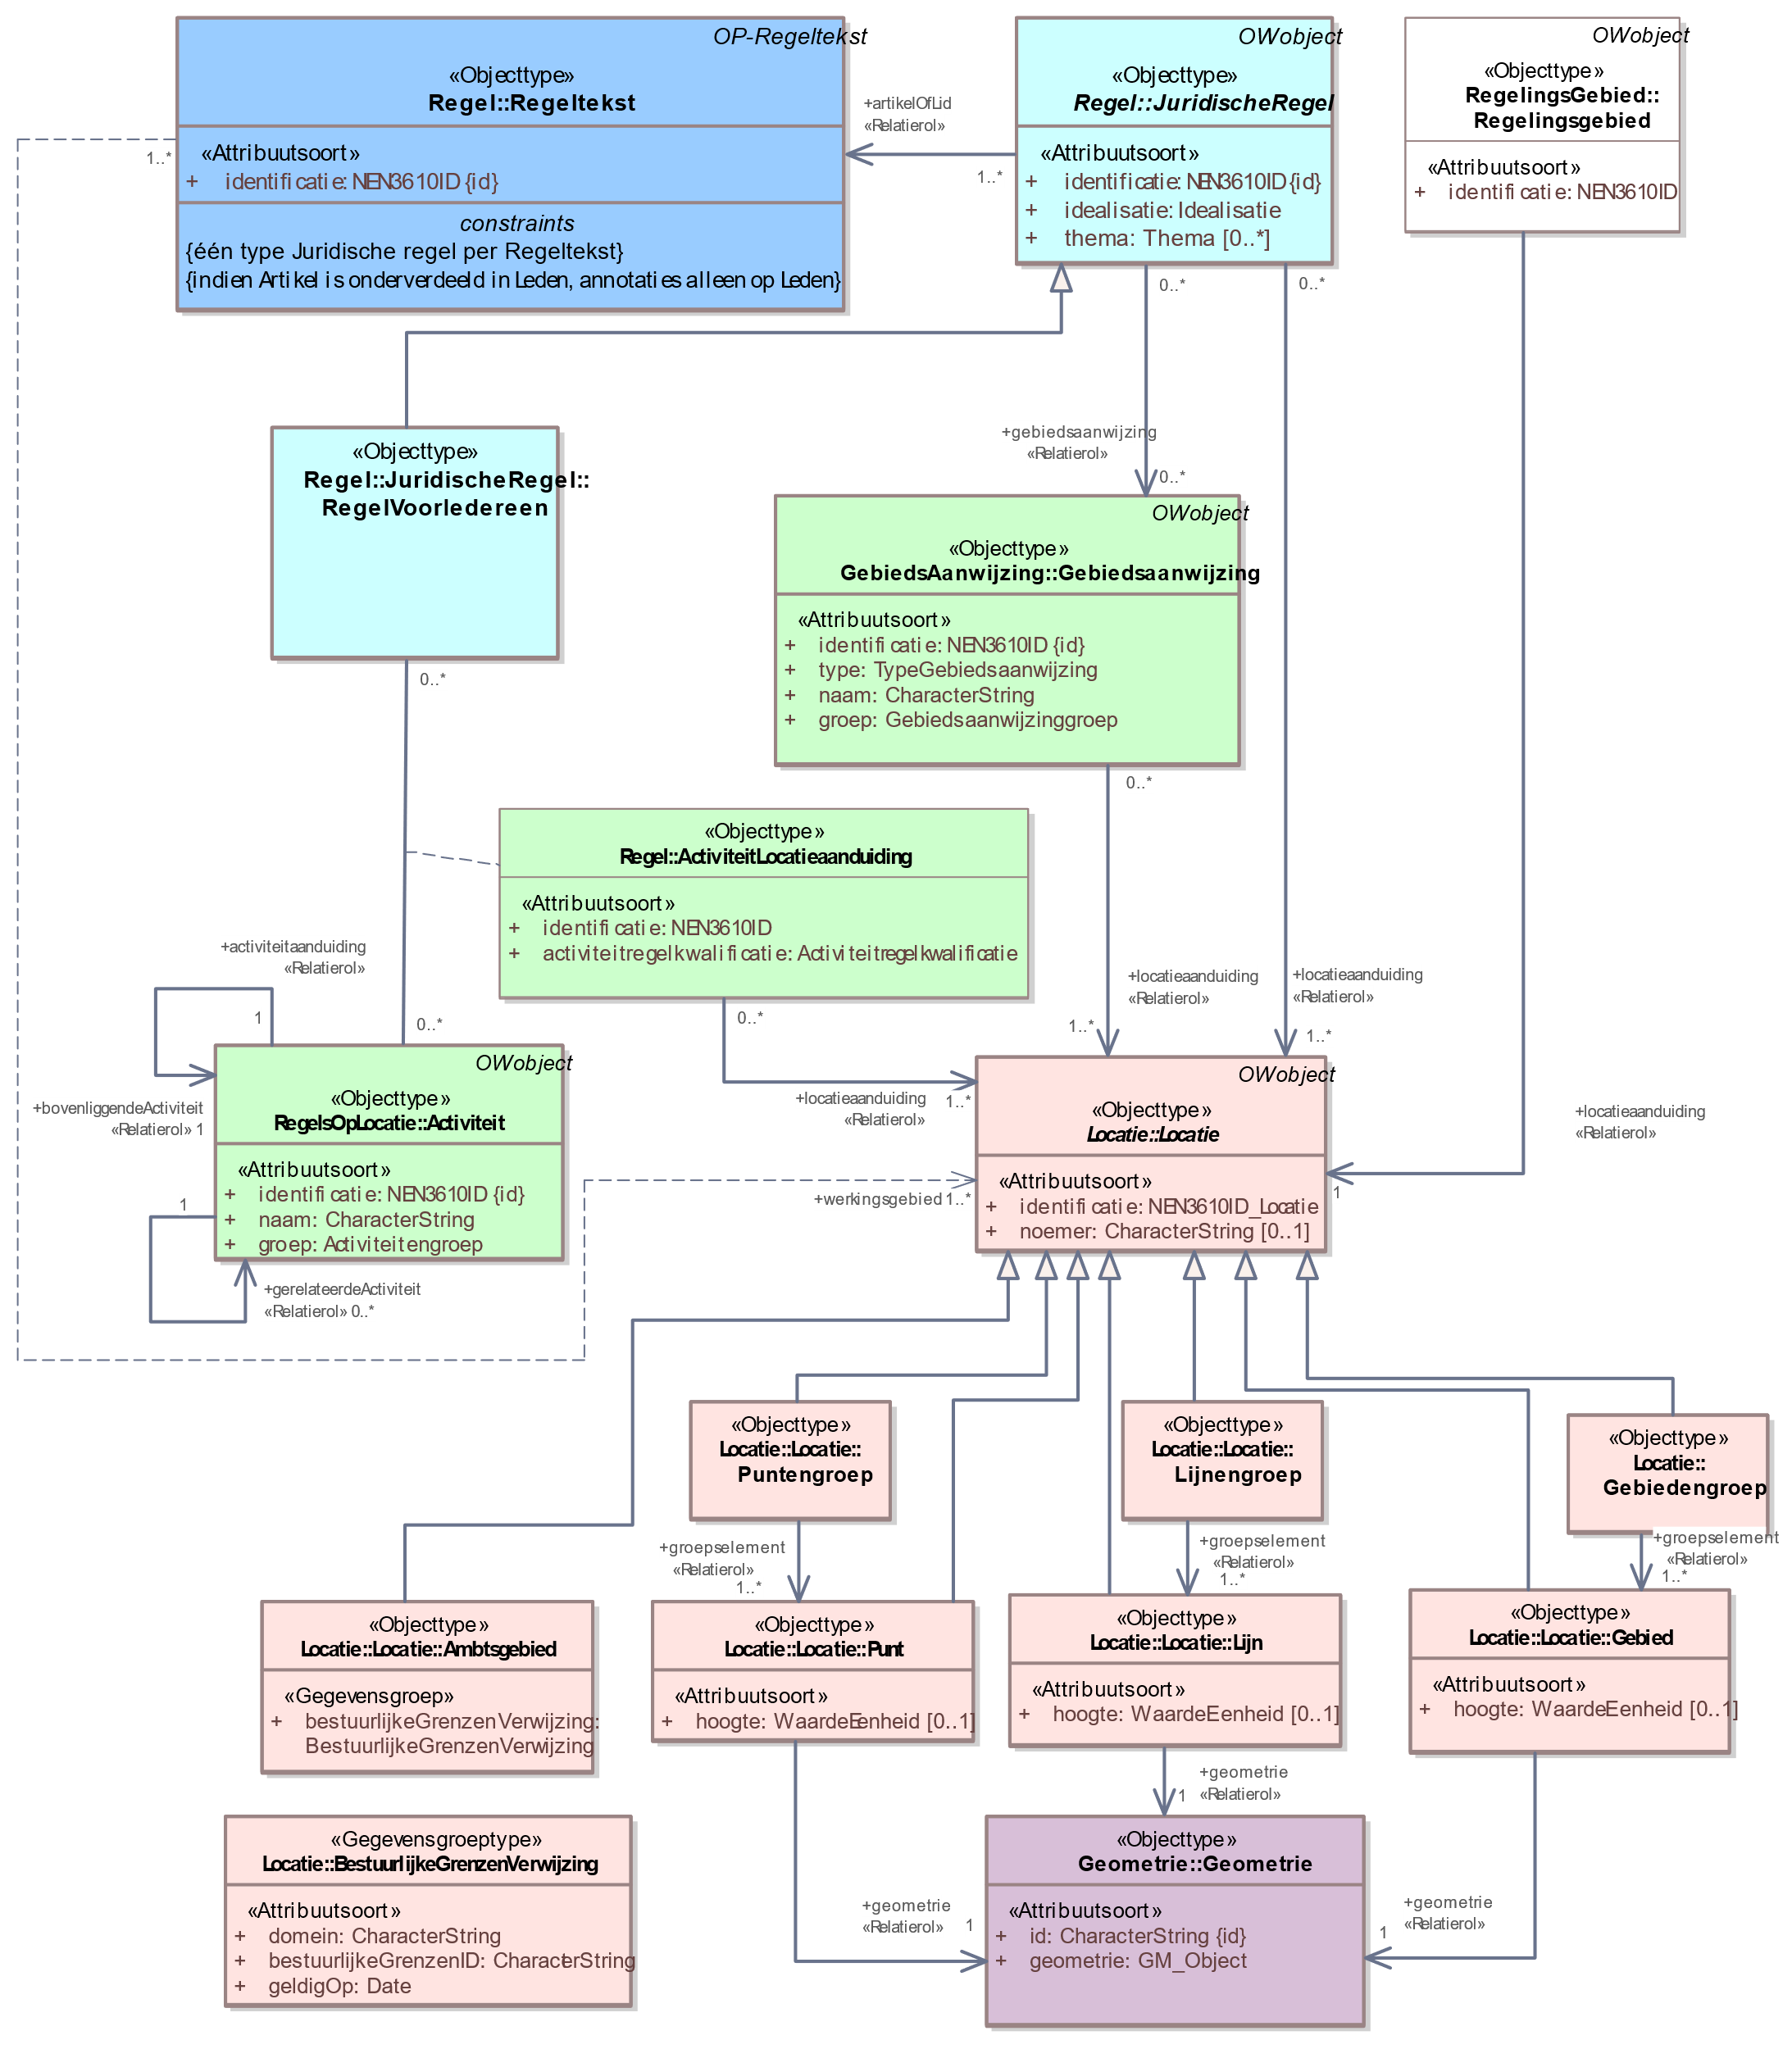 OP-Regeltekst
«Objecttype»
Regel::Regeltekst
«Attribuutsoort»
+ identificatie: NEN3610ID {id}
constraints
{één type Juridische regel per Regeltekst}
{indien Artikel is onderverdeeld in Leden, annotaties alleen op Leden}
1..*
+artikelOfLid
«Relatierol»
1..*
OWobject
«Objecttype»
Regel::JuridischeRegel
«Attribuutsoort»
+ identificatie: NEN3610ID {id}
+ idealisatie: Idealisatie
+ thema: Thema [0..*]
OWobject
«Objecttype»
RegelingsGebied::
Regelingsgebied
«Attribuutsoort»
+ identificatie: NEN3610ID
0..*
0..*
«Objecttype»
Regel::JuridischeRegel::
RegelVoorIedereen
0..*
+gebiedsaanwijzing
«Relatierol»
0..*
OWobject
«Objecttype»
GebiedsAanwijzing::Gebiedsaanwijzing
«Attribuutsoort»
+ identificatie: NEN3610ID {id}
+ type: TypeGebiedsaanwijzing
+ naam: CharacterString
+ groep: Gebiedsaanwijzinggroep
0..*
«Objecttype»
Regel::ActiviteitLocatieaanduiding
«Attribuutsoort»
+ identificatie: NEN3610ID
+ activiteitregelkwalificatie: Activiteitregelkwalificatie
0..*
+activiteitaanduiding
«Relatierol»
0..*
1
+bovenliggendeActiviteit
«Relatierol» 1
OWobject
«Objecttype»
RegelsOpLocatie::Activiteit
«Attribuutsoort»
+ identificatie: NEN3610ID {id}
+ naam: CharacterString
+ groep: Activiteitengroep
1
+gerelateerdeActiviteit
«Relatierol» 0..*
+locatieaanduiding
«Relatierol»
1..*
+locatieaanduiding
«Relatierol»
1..*
+locatieaanduiding
«Relatierol»
1..*
+locatieaanduiding
«Relatierol»
1
+werkingsgebied 1..*
OWobject
«Objecttype»
Locatie::Locatie
«Attribuutsoort»
+ identificatie: NEN3610ID_Locatie
+ noemer: CharacterString [0..1]
«Objecttype»
Locatie::Locatie::
Puntengroep
«Objecttype»
Locatie::Locatie::
Lijnengroep
«Objecttype»
Locatie::
Gebiedengroep
+groepselement
«Relatierol»
1..*
+groepselement
«Relatierol»
1..*
+groepselement
«Relatierol»
1..*
«Objecttype»
Locatie::Locatie::Ambtsgebied
«Gegevensgroep»
+ bestuurlijkeGrenzenVerwijzing:
BestuurlijkeGrenzenVerwijzing
«Objecttype»
Locatie::Locatie::Punt
«Attribuutsoort»
+ hoogte: WaardeEenheid [0..1]
«Objecttype»
Locatie::Locatie::Lijn
«Attribuutsoort»
+ hoogte: WaardeEenheid [0..1]
«Objecttype»
Locatie::Locatie::Gebied
«Attribuutsoort»
+ hoogte: WaardeEenheid [0..1]
+geometrie
«Relatierol»
1
«Gegevensgroeptype»
Locatie::BestuurlijkeGrenzenVerwijzing
«Attribuutsoort»
+ domein: CharacterString
+ bestuurlijkeGrenzenID: CharacterString
+ geldigOp: Date
+geometrie
«Relatierol» 1
«Objecttype»
Geometrie::Geometrie
«Attribuutsoort»
+ id: CharacterString {id}
+ geometrie: GM_Object
+geometrie
«Relatierol»
1